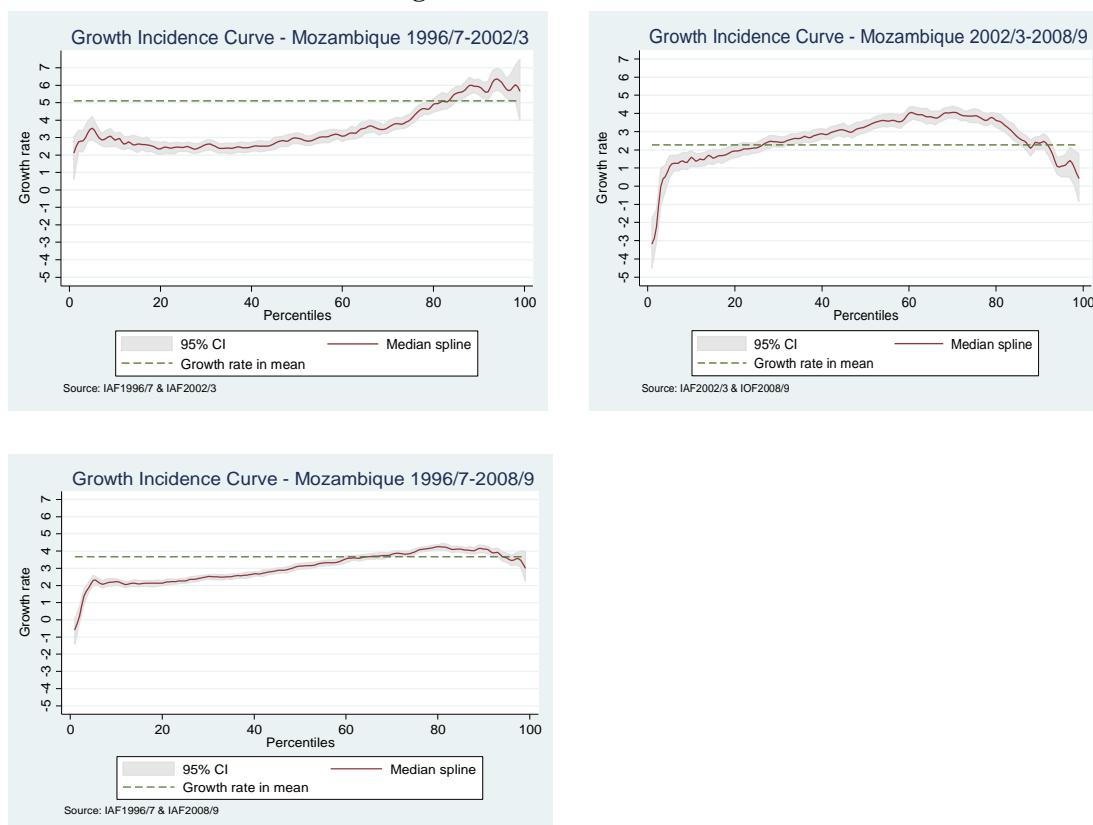 Growth Incidence Curve - Mozambique 1996/7-2002/3
7
6
5
4
3
2
1
0
-1
-2
-3
-4
-5
Growth rate
0 20 40 60 80 100
Percentiles
95% CI Median spline
Growth rate in mean
Source: IAF1996/7 & IAF2002/3
Growth Incidence Curve - Mozambique 2002/3-2008/9
7
6
5
4
3
2
1
0
-1
-2
-3
-4
-5
Growth rate
0 20 40 60 80 100
Percentiles
95% CI Median spline
Growth rate in mean
Source: IAF2002/3 & IOF2008/9
Growth Incidence Curve - Mozambique 1996/7-2008/9
7
6
5
4
3
2
1
0
-1
-2
-3
-4
-5
Growth rate
0 20 40 60 80 100
Percentiles
95% CI Median spline
Growth rate in mean
Source: IAF1996/7 & IAF2008/9